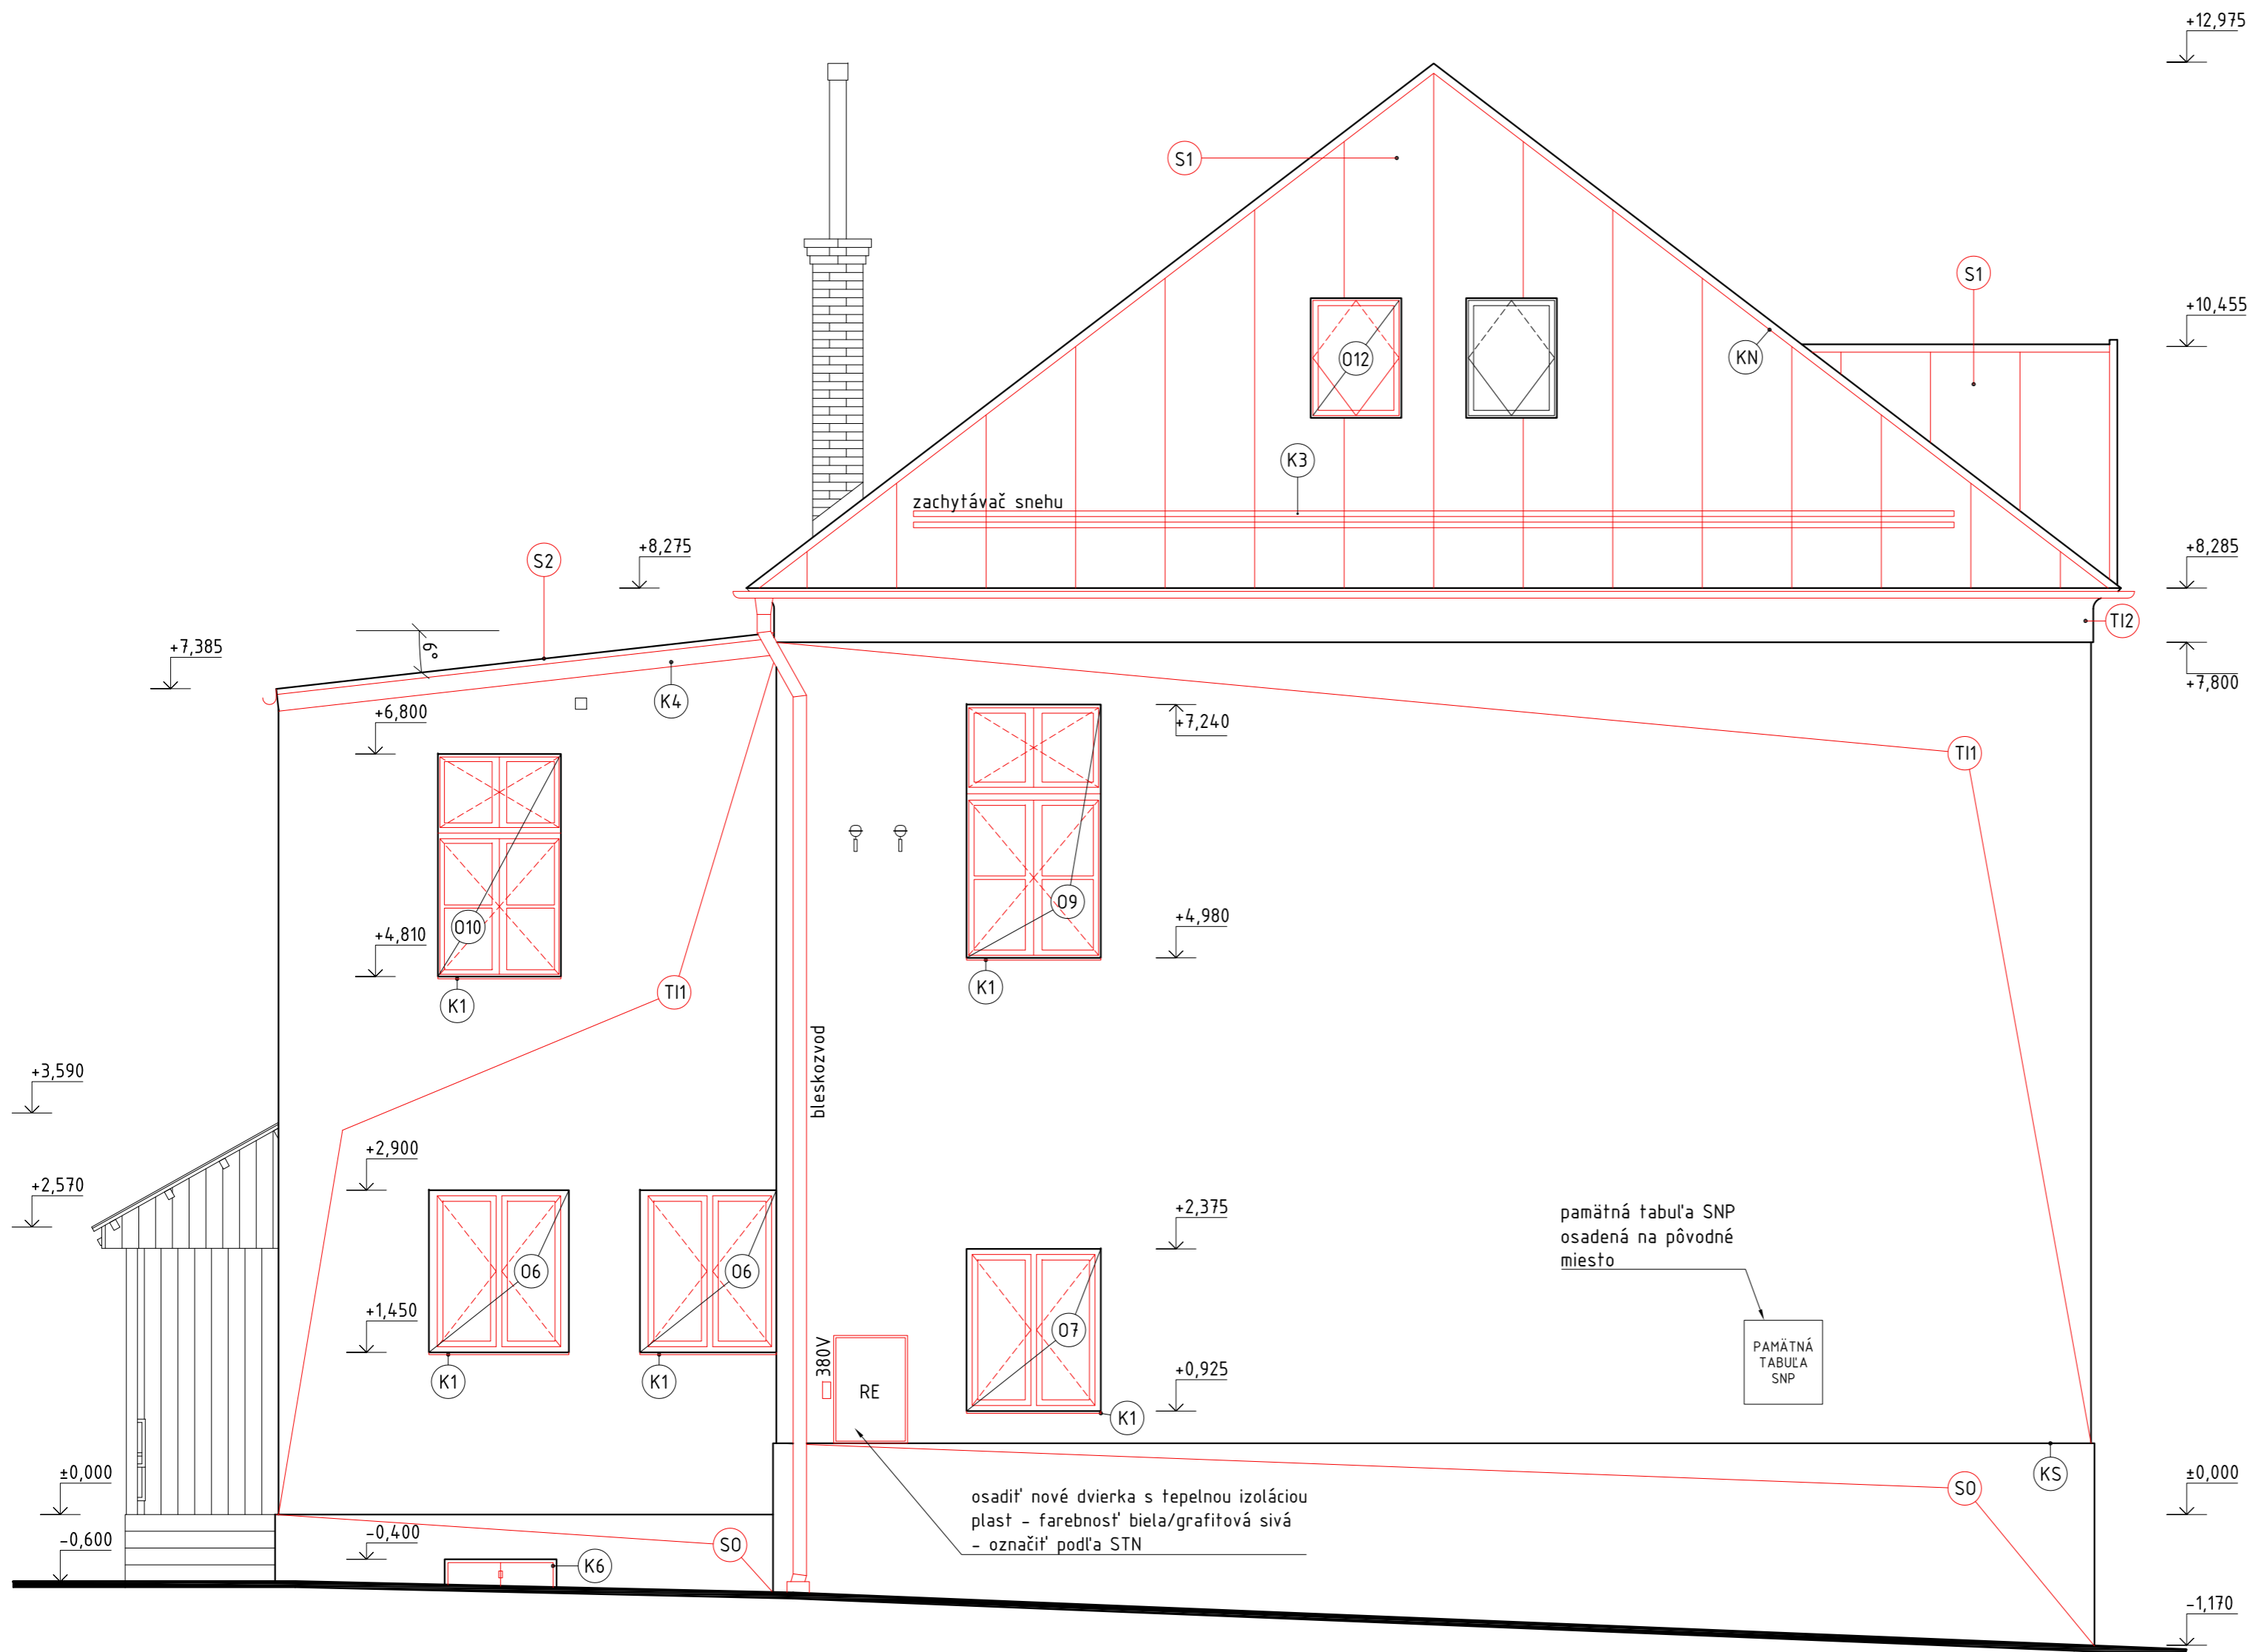 +12,975
S1
S1
+10,455
O12
KN
K3
zachytávač snehu
+8,275
+8,285
S2
TI2
6°
+7,385
K4
+7,800
+6,800
+7,240
TI1
O10
O9
+4,810
+4,980
K1
TI1
K1
bleskozvod
+3,590
+2,900
+2,570
+2,375
pamätná tabuľa SNP
osadená na pôvodné
miesto
O6
O6
+1,450
O7
PAMÄTNÁ
TABUĽA
SNP
380V
K1
K1
RE
+0,925
K1
±0,000
KS
±0,000
SO
osadiť nové dvierka s tepelnou izoláciou
plast - farebnosť biela/grafitová sivá
- označiť podľa STN
-0,600
-0,400
SO
K6
-1,170